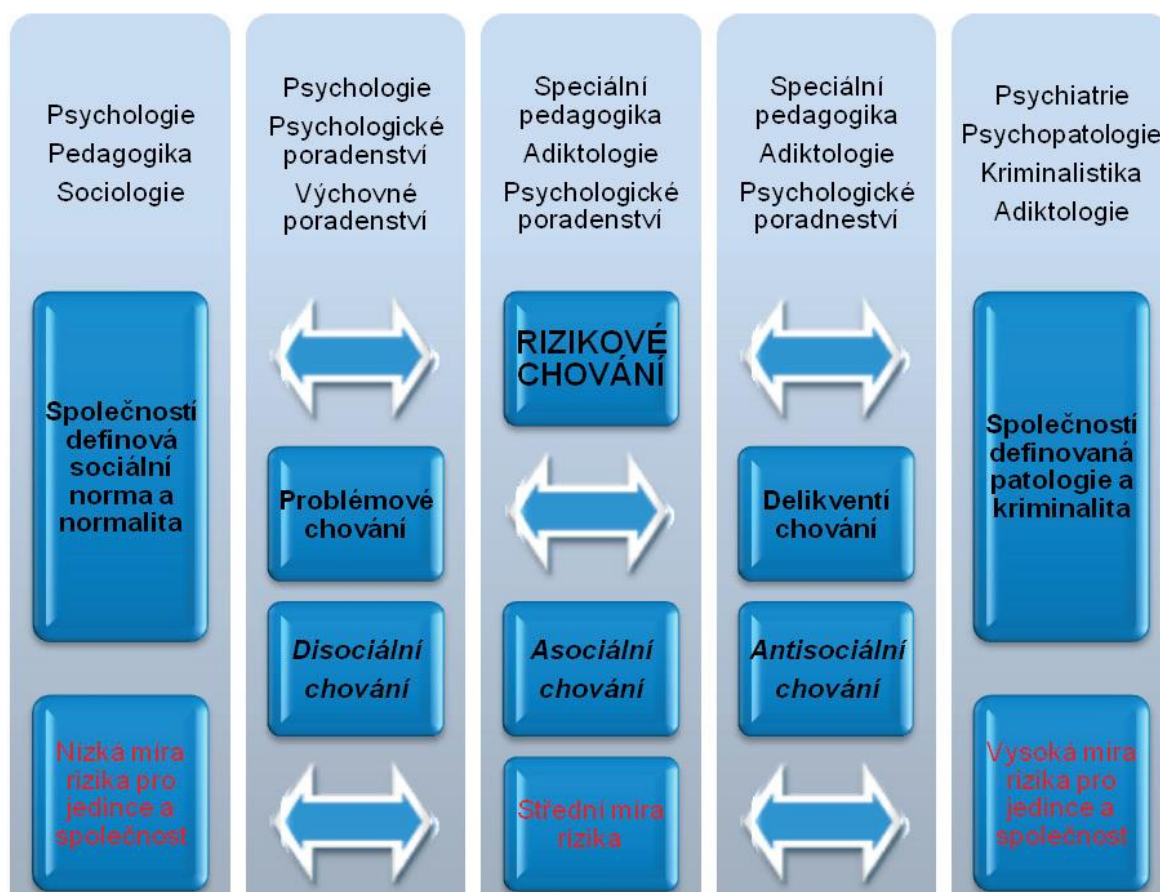 Psychologie
Pedagogika
Sociologie
Společností
definová
sociální
norma a
normalita
Nízká míra
rizika pro
jedince a
společnost
Psychologie
Psychologické
poradenství
Výchovné
poradenství
Problémové
chování
Disociální
chování
Speciální
pedagogika
Adiktologie
Psychologické
poradenství
RIZIKOVÉ
CHOVÁNÍ
Asociální
chování
Střední míra
rizika
Speciální
pedagogika
Adiktologie
Psychologické
poradneství
Delikventí
chování
Antisociální
chování
Psychiatrie
Psychopatologie
Kriminalistika
Adiktologie
Společností
definovaná
patologie a
kriminalita
Vysoká míra
rizika pro
jedince a
společnost